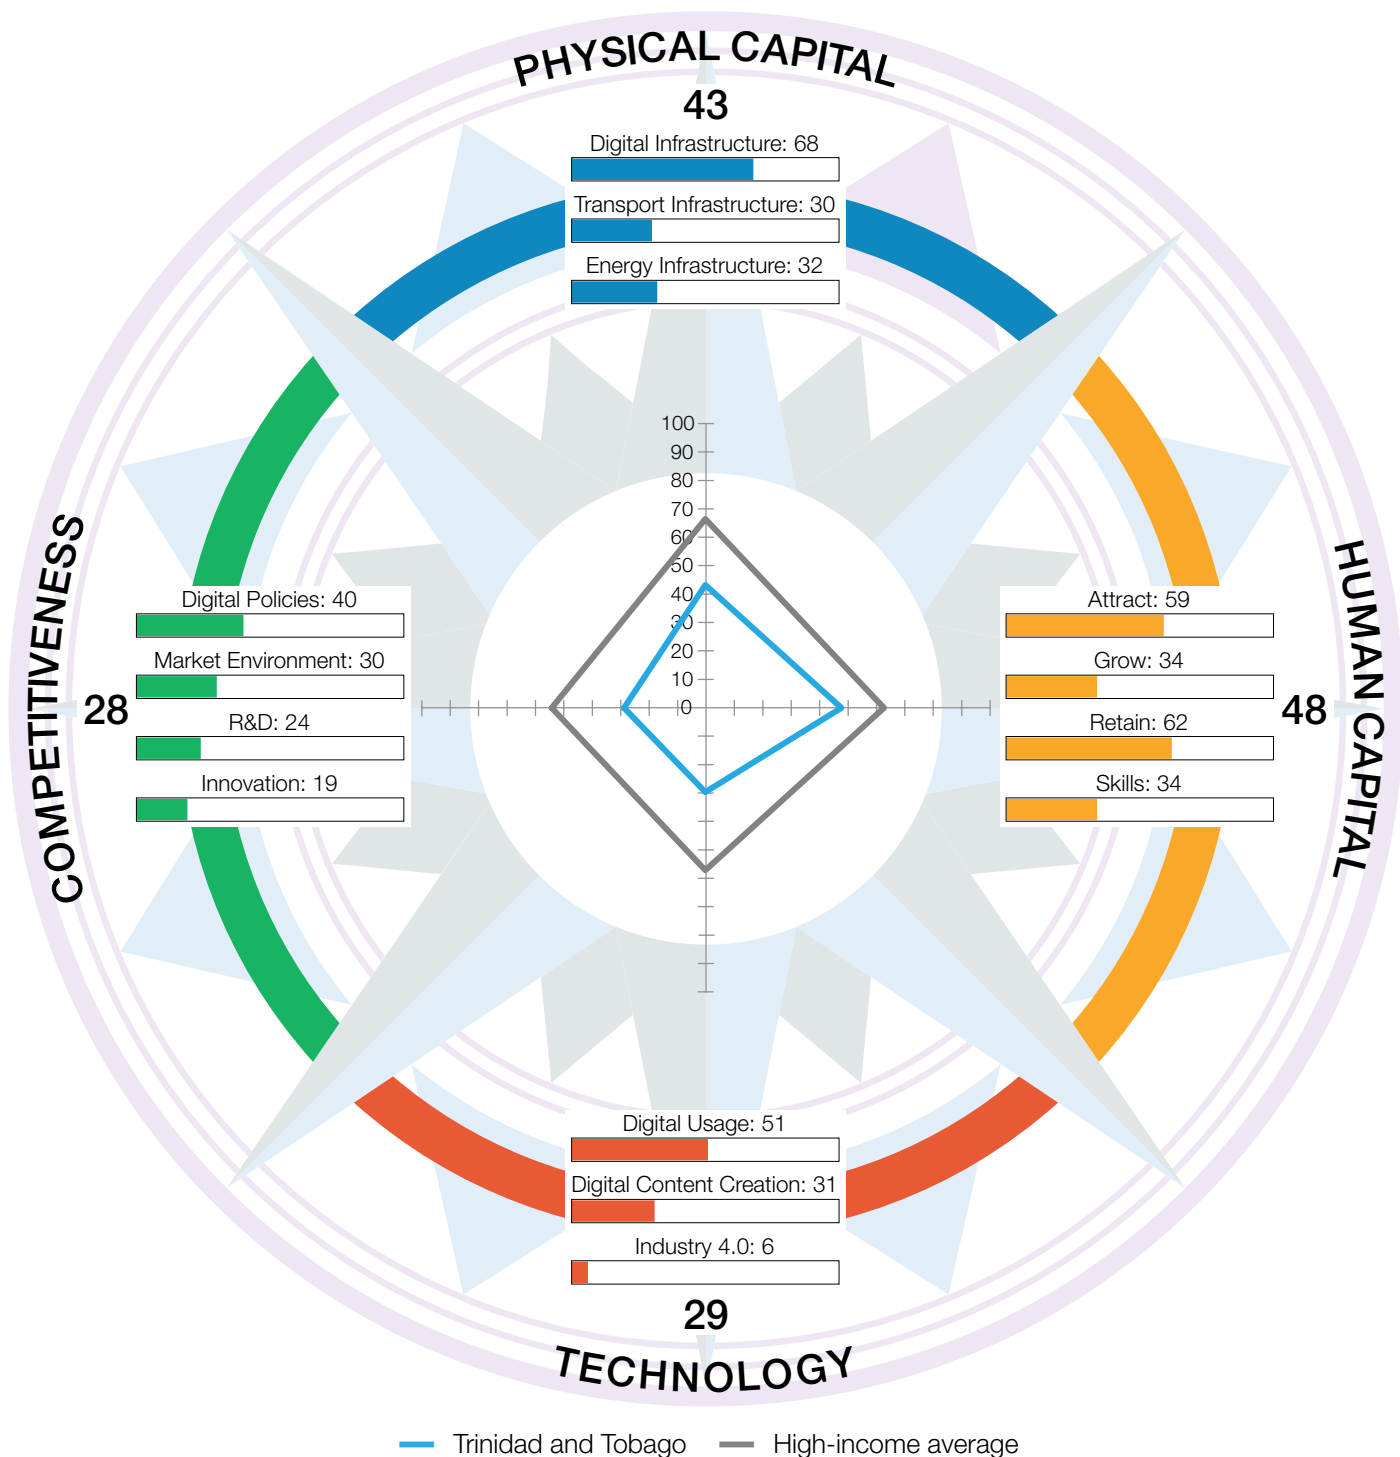 PHYSICAL CAPITAL
43
Digital Infrastructure: 68
Transport Infrastructure: 30
Energy Infrastructure: 32
100
90
80
70
60
50
40
30
20
10
0
COMPETITIVENESS
28
Digital Policies: 40
Market Environment: 30
R&D: 24
Innovation: 19
HUMAN CAPITAL
48
Attract: 59
Grow: 34
Retain: 62
Skills: 34
Digital Usage: 51
Digital Content Creation: 31
Industry 4.0: 6
29
TECHNOLOGY
Trinidad and Tobago
High-income average